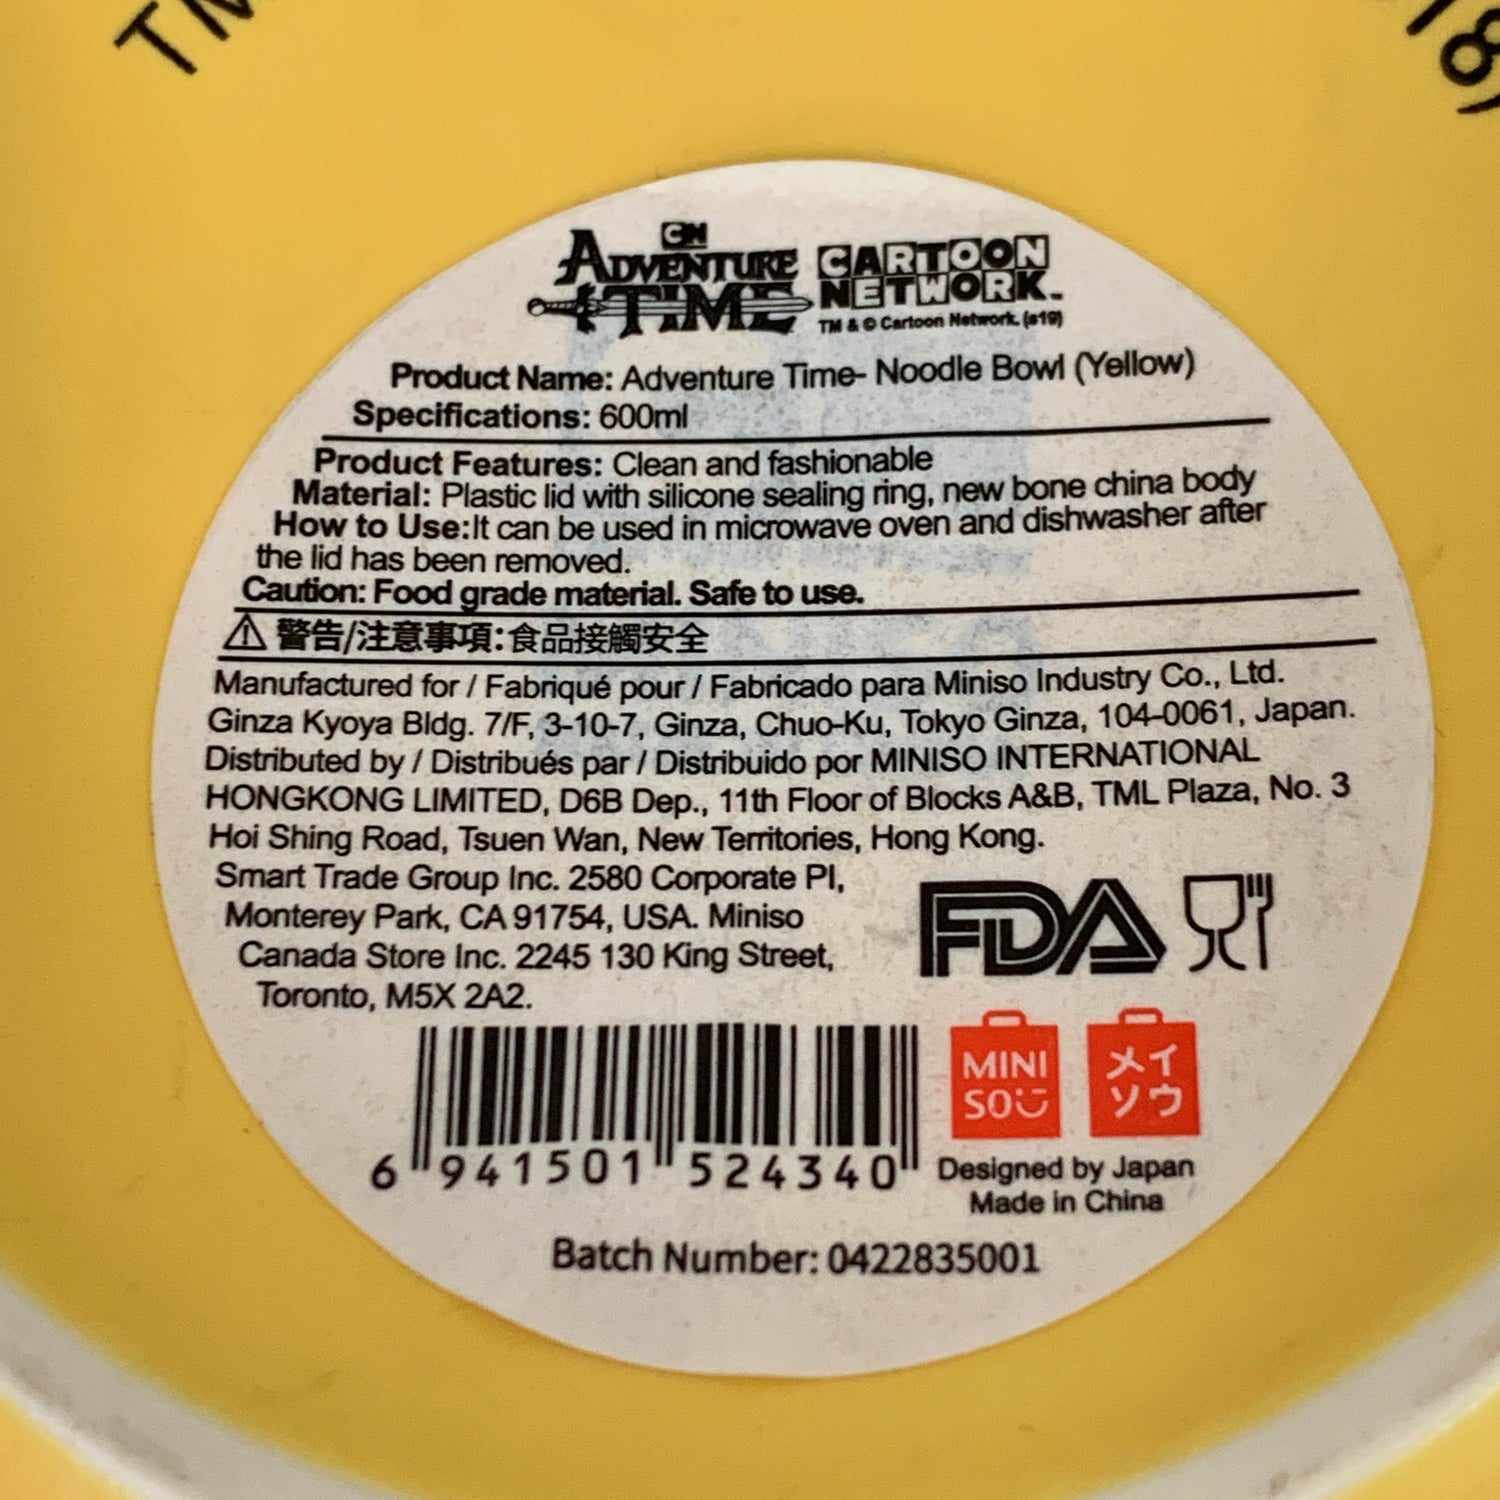 TM
18)
CN
ADVENTURE
TIME
CARTOON
NETWORK.
TM & © Cartoon Network. (s19)
Product Name: Adventure Time- Noodle Bowl (Yellow)
Specifications: 600ml
Product Features: Clean and fashionable
Material: Plastic lid with silicone sealing ring, new bone china body
How to Use:It can be used in microwave oven and dishwasher after
the lid has been removed.
Caution: Food grade material. Safe to use.
⚠ 警告/注意事項:食品接觸安全
Manufactured for / Fabriqué pour / Fabricado para Miniso Industry Co., Ltd.
Ginza Kyoya Bldg. 7/F, 3-10-7, Ginza, Chuo-Ku, Tokyo Ginza, 104-0061, Japan.
Distributed by / Distribués par / Distribuido por MINISO INTERNATIONAL
HONGKONG LIMITED, D6B Dep., 11th Floor of Blocks A&B, TML Plaza, No. 3
Hoi Shing Road, Tsuen Wan, New Territories, Hong Kong.
Smart Trade Group Inc. 2580 Corporate Pl,
Monterey Park, CA 91754, USA. Miniso
Canada Store Inc. 2245 130 King Street,
Toronto, M5X 2A2.
FDA
MINI
SO
メイ
ソウ
6 941501 524340
Designed by Japan
Made in China
Batch Number: 0422835001